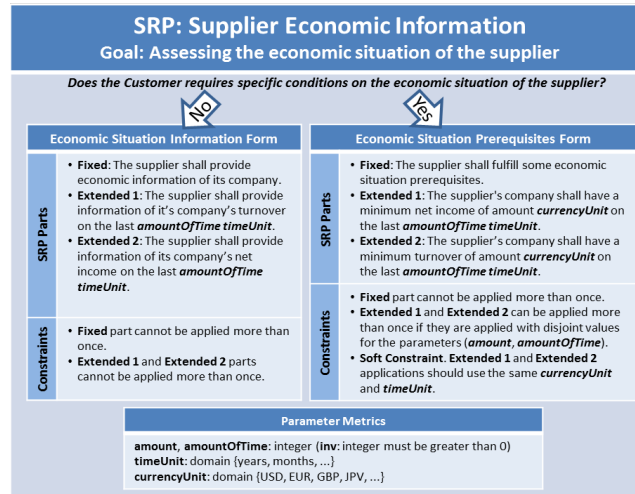 SRP: Supplier Economic Information
Goal: Assessing the economic situation of the supplier
Does the Customer requires specific conditions on the economic situation of the supplier?
No
Yes
Economic Situation Information Form
SRP Parts
• Fixed: The supplier shall provide
economic information of its company.
• Extended 1: The supplier shall provide
information of it's company's turnover
on the last amountOfTime timeUnit.
• Extended 2: The supplier shall provide
information of its company's net
income on the last amountOfTime
timeUnit.
Constraints
• Fixed part cannot be applied more than
once.
• Extended 1 and Extended 2 parts
cannot be applied more than once.
Economic Situation Prerequisites Form
SRP Parts
• Fixed: The supplier shall fulfill some economic
situation prerequisites.
• Extended 1: The supplier's company shall have a
minimum net income of amount currencyUnit on
the last amountOfTime timeUnit.
• Extended 2: The supplier's company shall have a
minimum turnover of amount currencyUnit on
the last amountOfTime timeUnit.
Constraints
• Fixed part cannot be applied more than once.
• Extended 1 and Extended 2 can be applied more
than once if they are applied with disjoint values
for the parameters (amount, amountOfTime).
• Soft Constraint. Extended 1 and Extended 2
applications should use the same currencyUnit
and timeUnit.
Parameter Metrics
amount, amountOfTime: integer (inv: integer must be greater than 0)
timeUnit: domain {years, months, ...}
currencyUnit: domain {USD, EUR, GBP, JPV, ...}